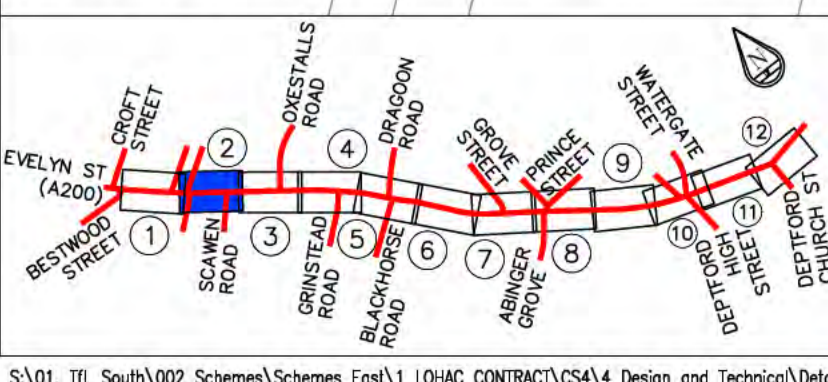 EVELYN ST
(A200)
CROFT
STREET
BESTWOOD
STREET
1
2
SCAWEN
ROAD
3
OXESTALLS
ROAD
4
GRINSTEAD
ROAD
5
DRAGOON
ROAD
BLACKHORSE
ROAD
6
GROVE
STREET
7
PRINCE
STREET
ABINGER
GROVE
8
9
WATERGATE
STREET
10
DEPTFORD
HIGH
STREET
11
12
DEPTFORD
CHURCH ST
N
S:\01. TfL South\002 Schemes\Schemes East\1 LOHAC CONTRACT\CS4\4 Design and Technical\Deta